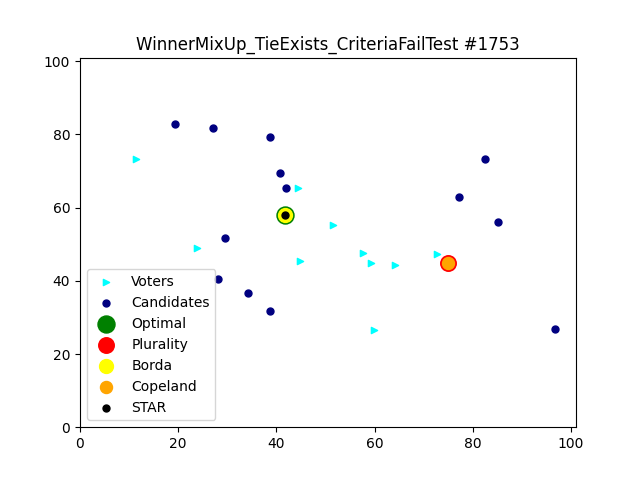 WinnerMixUp_TieExists_CriteriaFailTest #1753
100
80
60
40
20
0
Voters
Candidates
Optimal
Plurality
Borda
Copeland
STAR
0 20 40 60 80 100